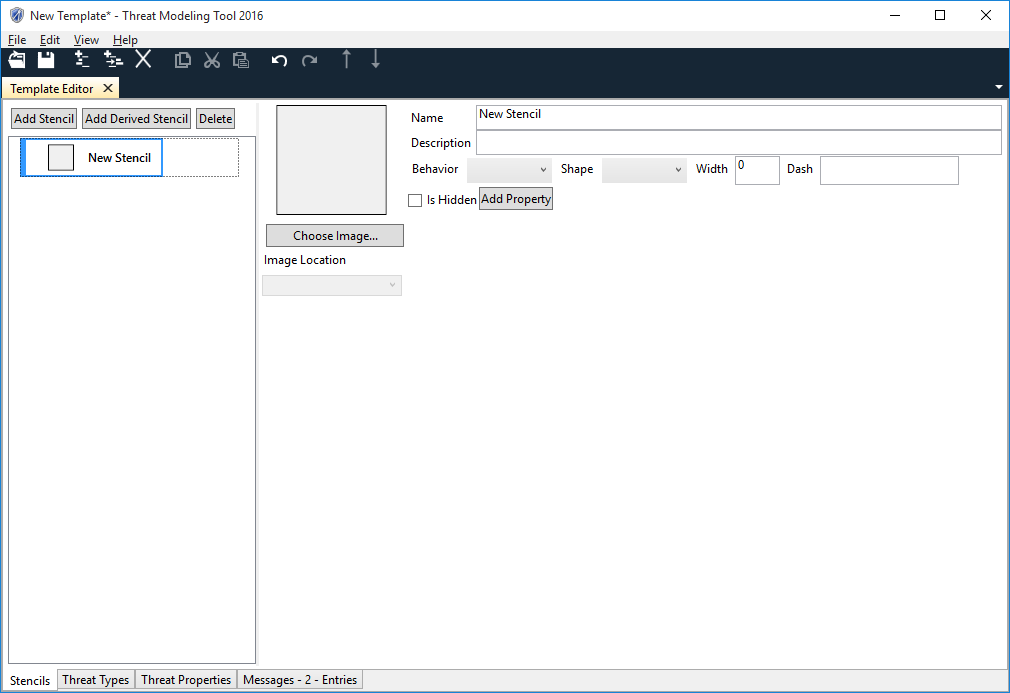 New Template* - Threat Modeling Tool 2016
File Edit View Help
Template Editor
Add Stencil Add Derived Stencil Delete
New Stencil
Name New Stencil
Description
Behavior Shape Width 0 Dash
Is Hidden Add Property
Choose Image...
Image Location
Stencils Threat Types Threat Properties Messages - 2 - Entries